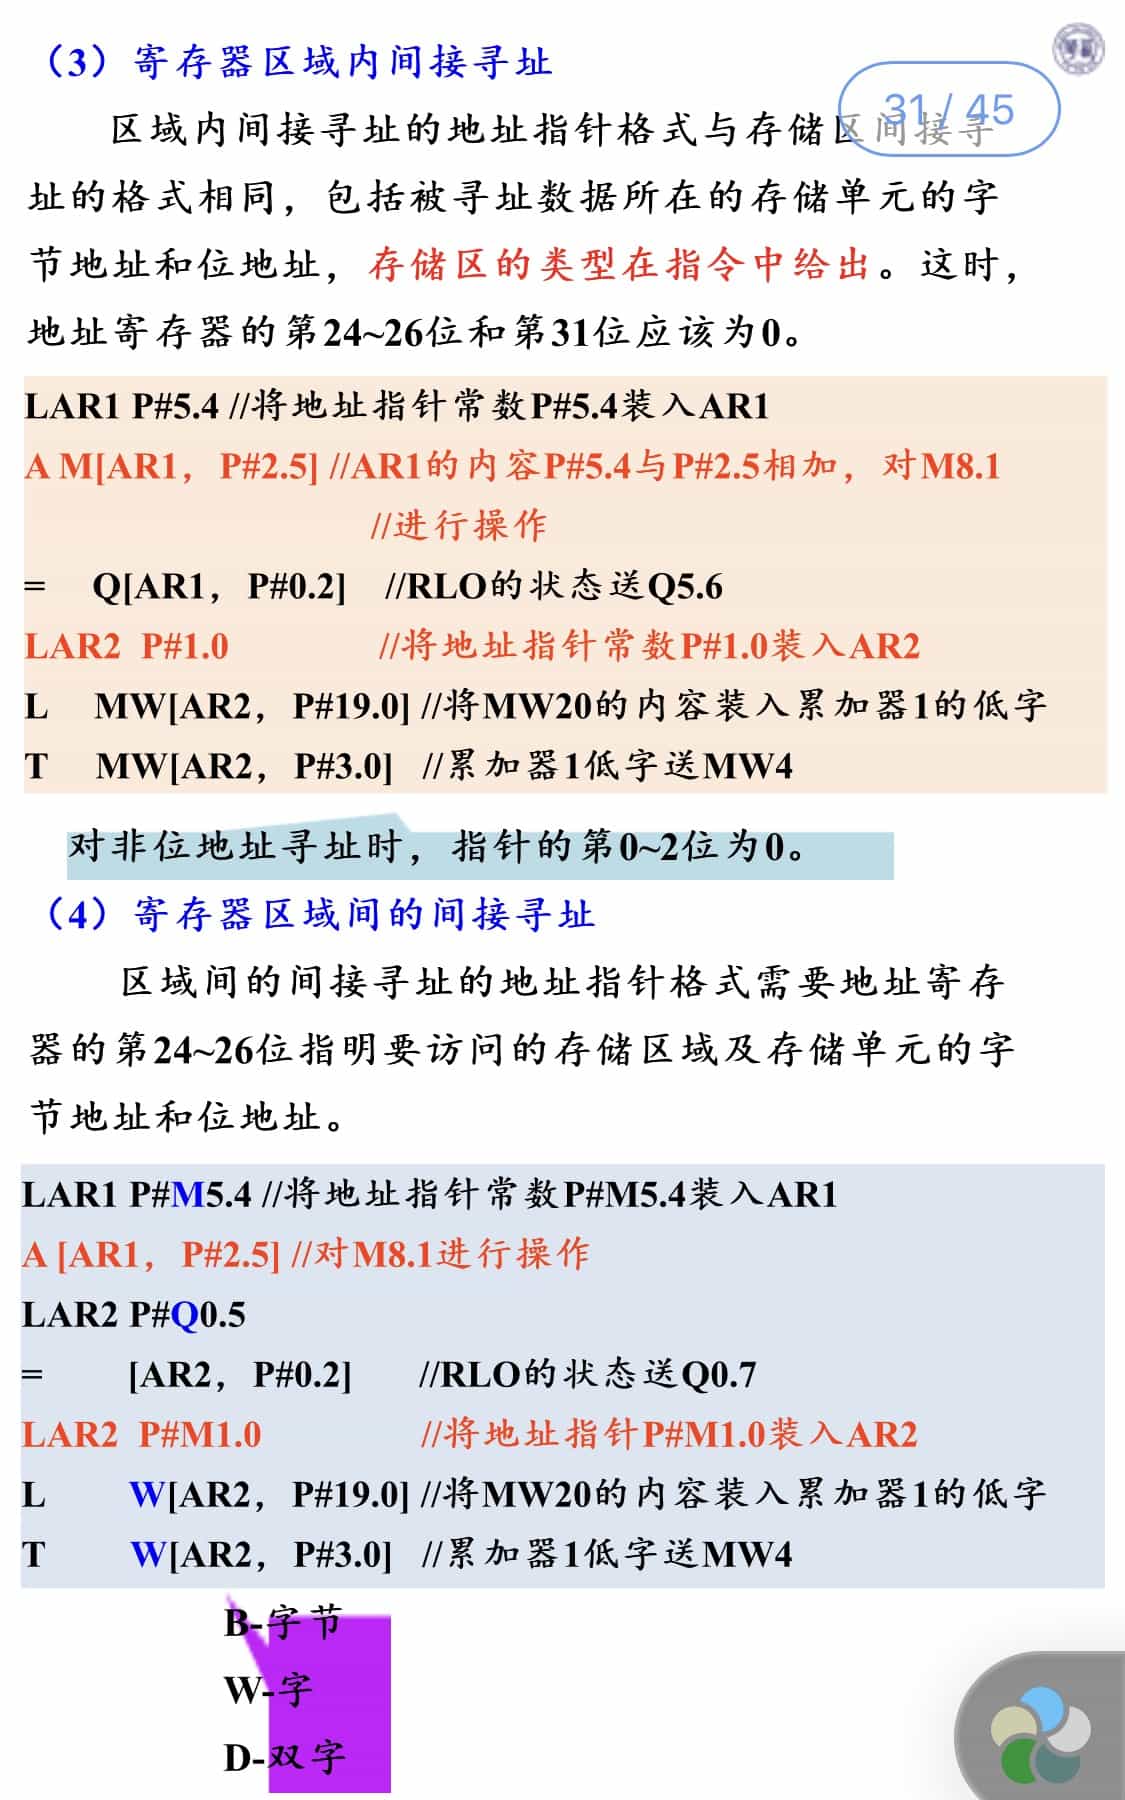 （3）寄存器区域内间接寻址
31 / 45
区域内间接寻址的地址指针格式与存储区间接寻
址的格式相同，包括被寻址数据所在的存储单元的字
节地址和位地址，存储区的类型在指令中给出。这时，
地址寄存器的第24~26位和第31位应该为0。
LAR1 P#5.4 //将地址指针常数P#5.4装入AR1
A M[AR1，P#2.5] //AR1的内容P#5.4与P#2.5相加，对M8.1
//进行操作
= Q[AR1，P#0.2] //RLO的状态送Q5.6
LAR2 P#1.0 //将地址指针常数P#1.0装入AR2
L MW[AR2，P#19.0] //将MW20的内容装入累加器1的低字
T MW[AR2，P#3.0] //累加器1低字送MW4
对非位地址寻址时，指针的第0~2位为0。
（4）寄存器区域间的间接寻址
区域间的间接寻址的地址指针格式需要地址寄存
器的第24~26位指明要访问的存储区域及存储单元的字
节地址和位地址。
LAR1 P#M5.4 //将地址指针常数P#M5.4装入AR1
A [AR1，P#2.5] //对M8.1进行操作
LAR2 P#Q0.5
= [AR2，P#0.2] //RLO的状态送Q0.7
LAR2 P#M1.0 //将地址指针P#M1.0装入AR2
L W[AR2，P#19.0] //将MW20的内容装入累加器1的低字
T W[AR2，P#3.0] //累加器1低字送MW4
B-字节
W-字
D-双字